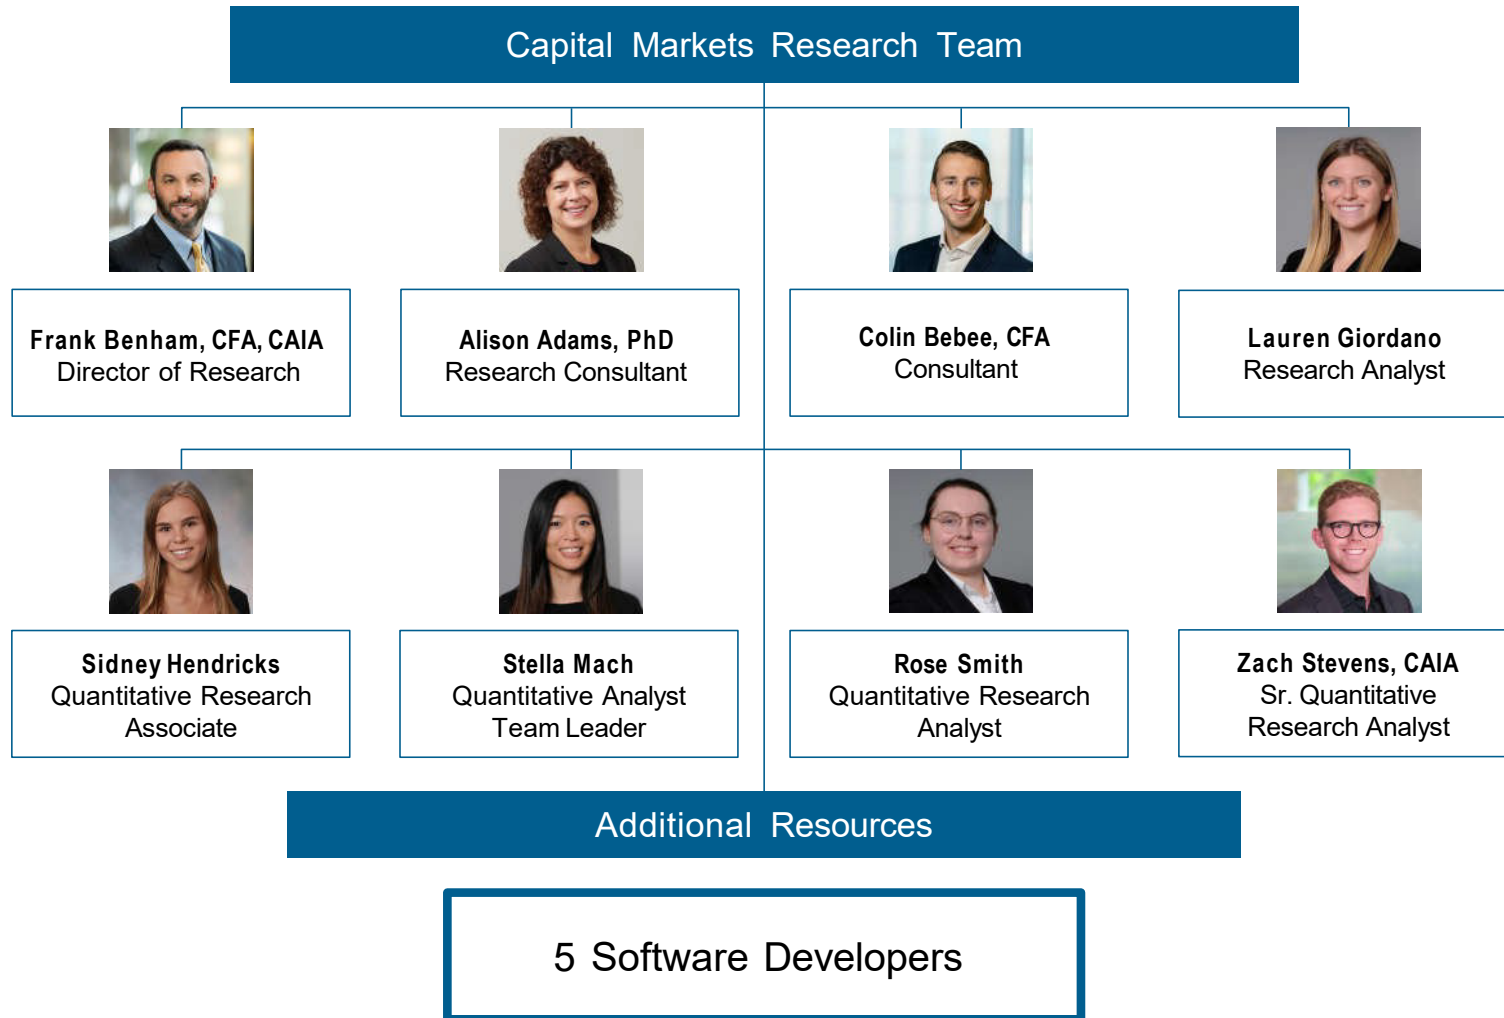 Capital Markets Research Team
Frank Benham, CFA, CAIA
Director of Research
Alison Adams, PhD
Research Consultant
Colin Bebee, CFA
Consultant
Lauren Giordano
Research Analyst
Sidney Hendricks
Quantitative Research
Associate
Stella Mach
Quantitative Analyst
Team Leader
Rose Smith
Quantitative Research
Analyst
Zach Stevens, CAIA
Sr. Quantitative
Research Analyst
Additional Resources
5 Software Developers